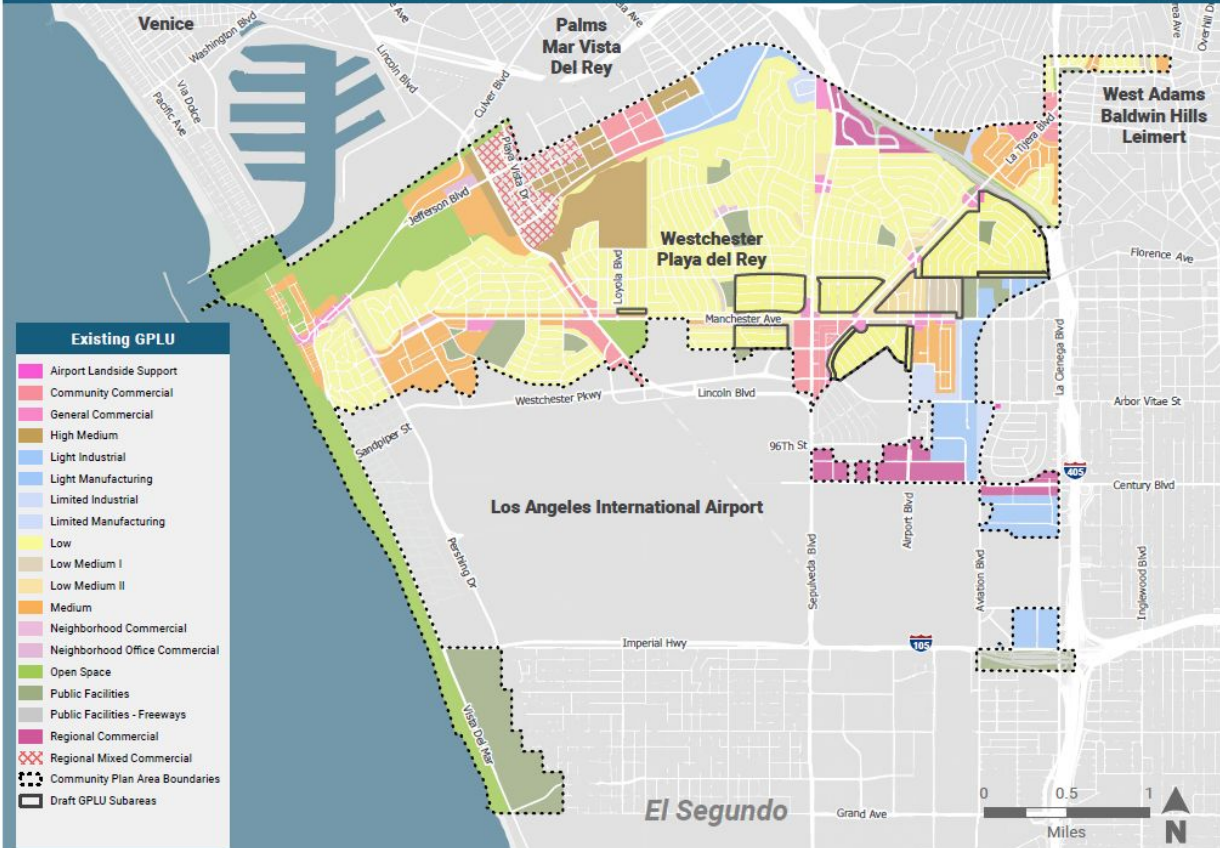 Venice
Washington Blvd
Via Dolce
Pacific Ave
Lincoln Blvd
Culver Blvd
Palms
Mar Vista
Del Rey
Overhill D
West Adams
Baldwin Hills
Leimert
La Tijera Blvd
Playa Vista Dr
Jefferson Blvd
Westchester
Playa del Rey
Loyola Blvd
Florence Ave
Manchester Ave
La Cienega Blvd
Westchester Pkwy
Lincoln Blvd
Arbor Vitae St
Sandpiper St
96Th St
405
Century Blvd
Los Angeles International Airport
Airport Blvd
Pershing Dr
Sepulveda Blvd
Aviation Blvd
Inglewood Blvd
Imperial Hwy
105
Vista Del Mar
El Segundo
Grand Ave
Existing GPLU
Airport Landside Support
Community Commercial
General Commercial
High Medium
Light Industrial
Light Manufacturing
Limited Industrial
Limited Manufacturing
Low
Low Medium I
Low Medium II
Medium
Neighborhood Commercial
Neighborhood Office Commercial
Open Space
Public Facilities
Public Facilities - Freeways
Regional Commercial
Regional Mixed Commercial
Community Plan Area Boundaries
Draft GPLU Subareas
0 0.5 1
Miles
N